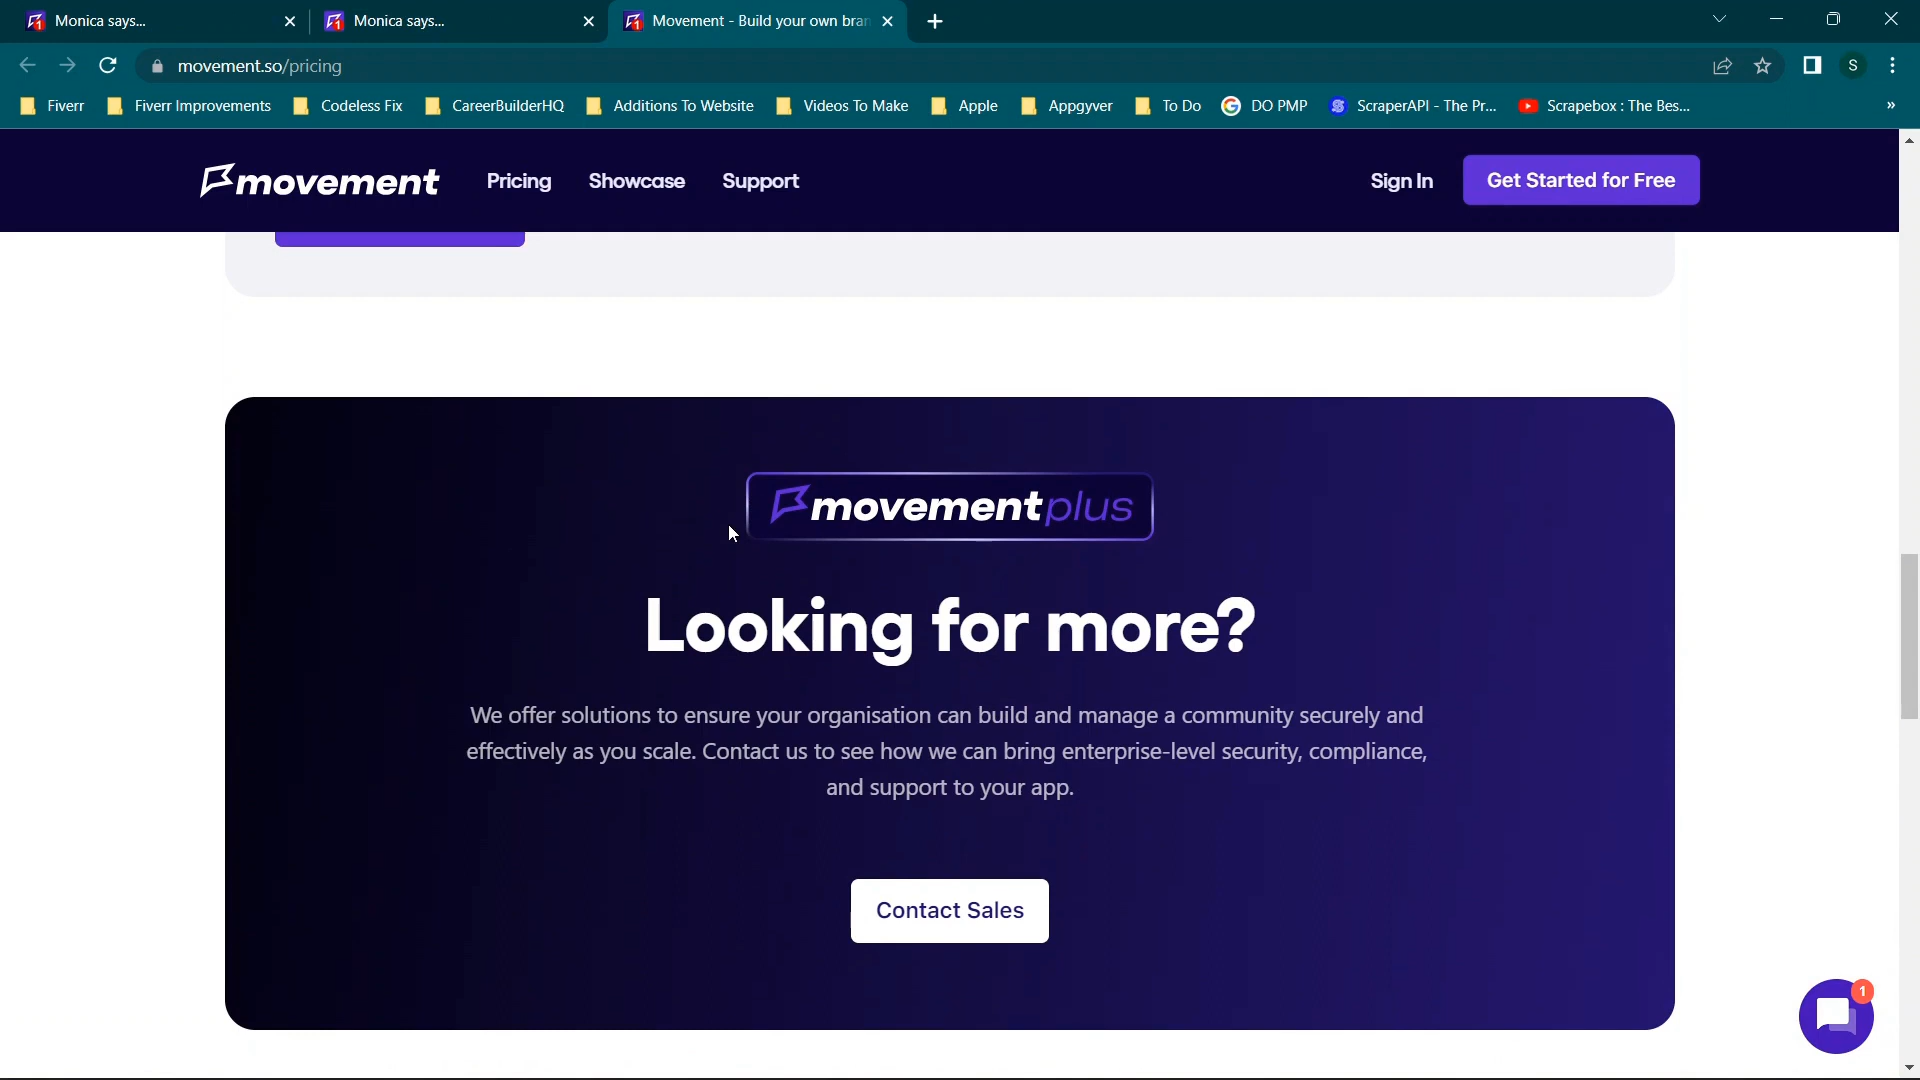 Monica says...
Monica says...
Movement - Build your own bran
movement.so/pricing
S
Fiverr
Fiverr Improvements
Codeless Fix
CareerBuilderHQ
Additions To Website
Videos To Make
Apple
Appgyver
To Do
DO PMP
ScraperAPI - The Pr...
Scrapebox : The Bes...
»
movement
Pricing
Showcase
Support
Sign In
Get Started for Free
movementplus
Looking for more?
We offer solutions to ensure your organisation can build and manage a community securely and
effectively as you scale. Contact us to see how we can bring enterprise-level security, compliance,
and support to your app.
Contact Sales
1